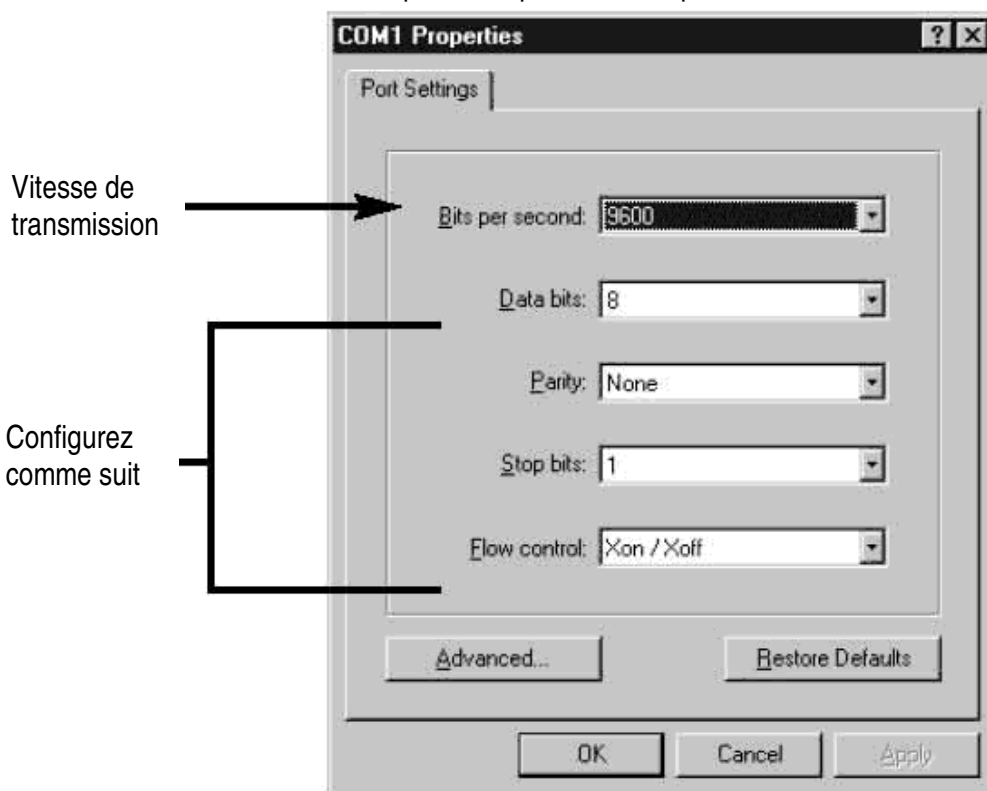 COM1 Properties
Port Settings
Vitesse de
transmission
Bits per second: 9600
Data bits: 8
Configurez
comme suit
Parity: None
Stop bits: 1
Flow control: Xon / Xoff
Advanced...
Restore Defaults
OK
Cancel
Apply